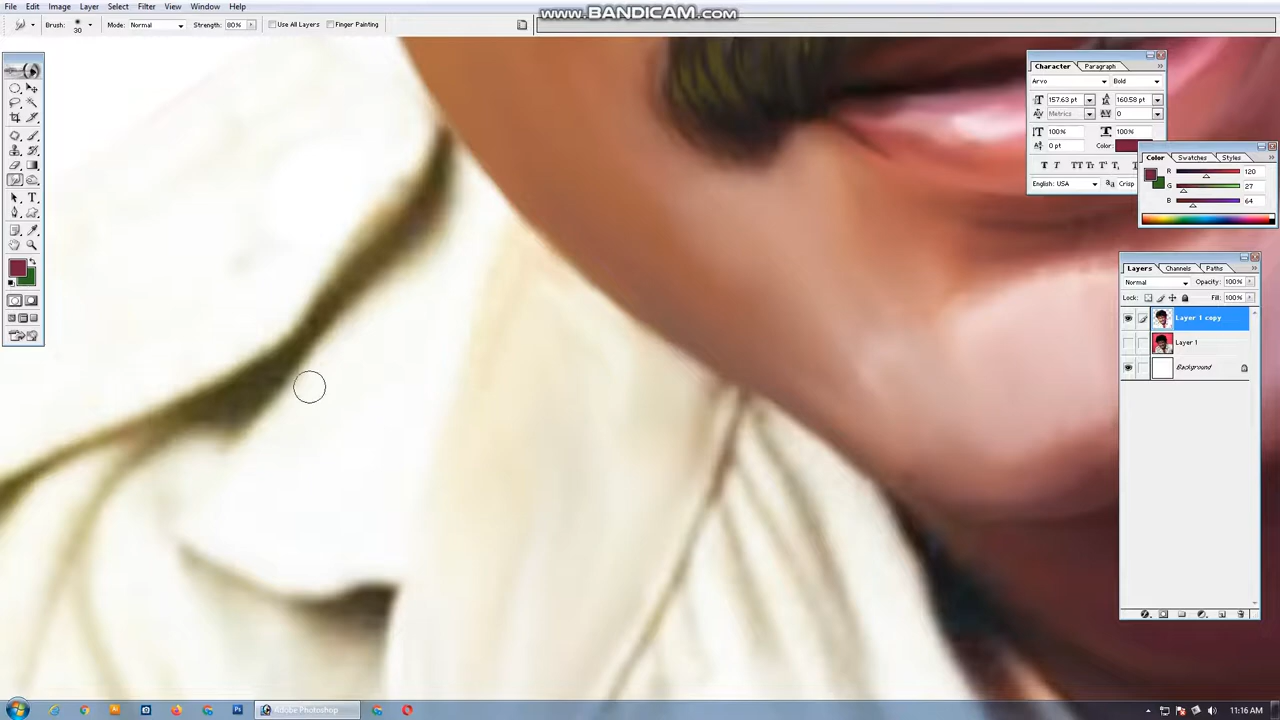 www.BANDICAM.com
File Edit Image Layer Select Filter View Window Help
Brush: 30 Mode: Normal Strength: 80% Use All Layers Finger Painting
Character Paragraph
Arvo Bold
157.63 pt 160.58 pt
Metrics 0
100% 100%
0 pt Color:
English: USA Crisp
Color Swatches Styles
R 120
G 27
B 64
Layers Channels Paths
Normal Opacity: 100%
Lock: Fill: 100%
Layer 1 copy
Layer 1
Background
Adobe Photoshop
11:16 AM